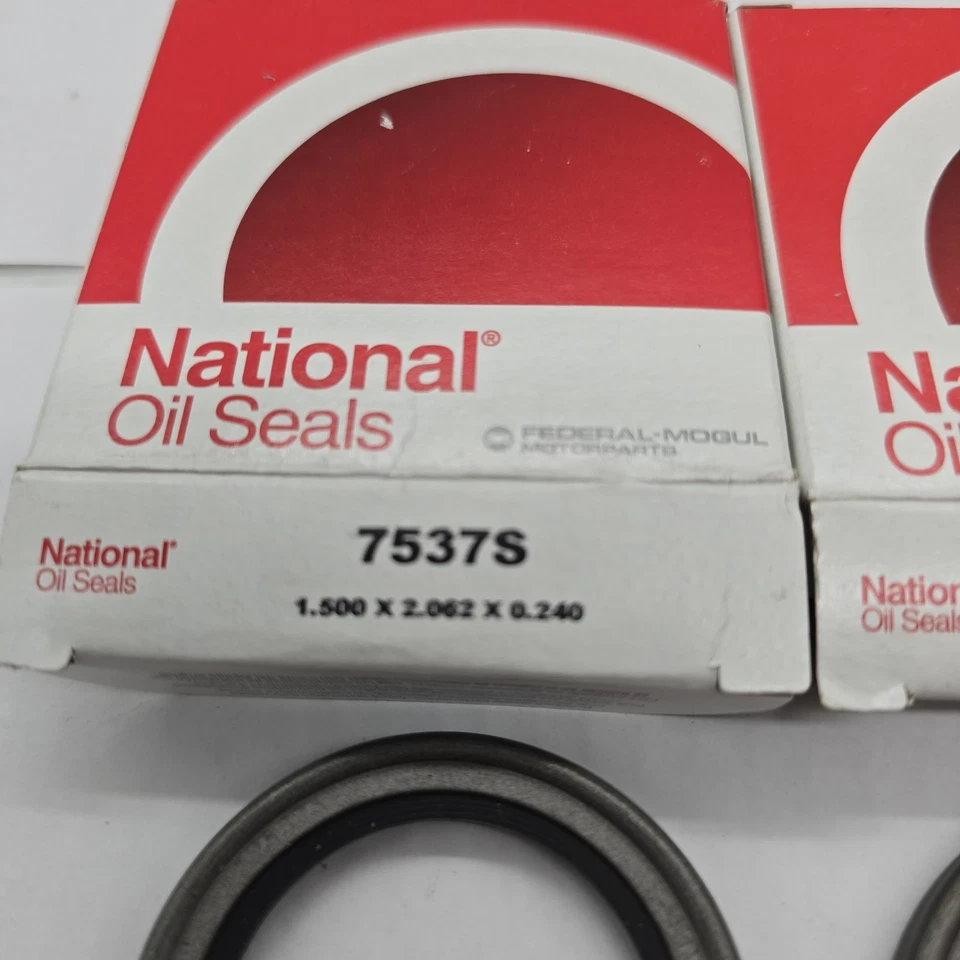 National®
Oil Seals
FEDERAL-MOGUL
MOTORPARTS
Na
Oi
National®
Oil Seals
7537S
1.500 X 2.062 X 0.240
Nation
Oil Seals